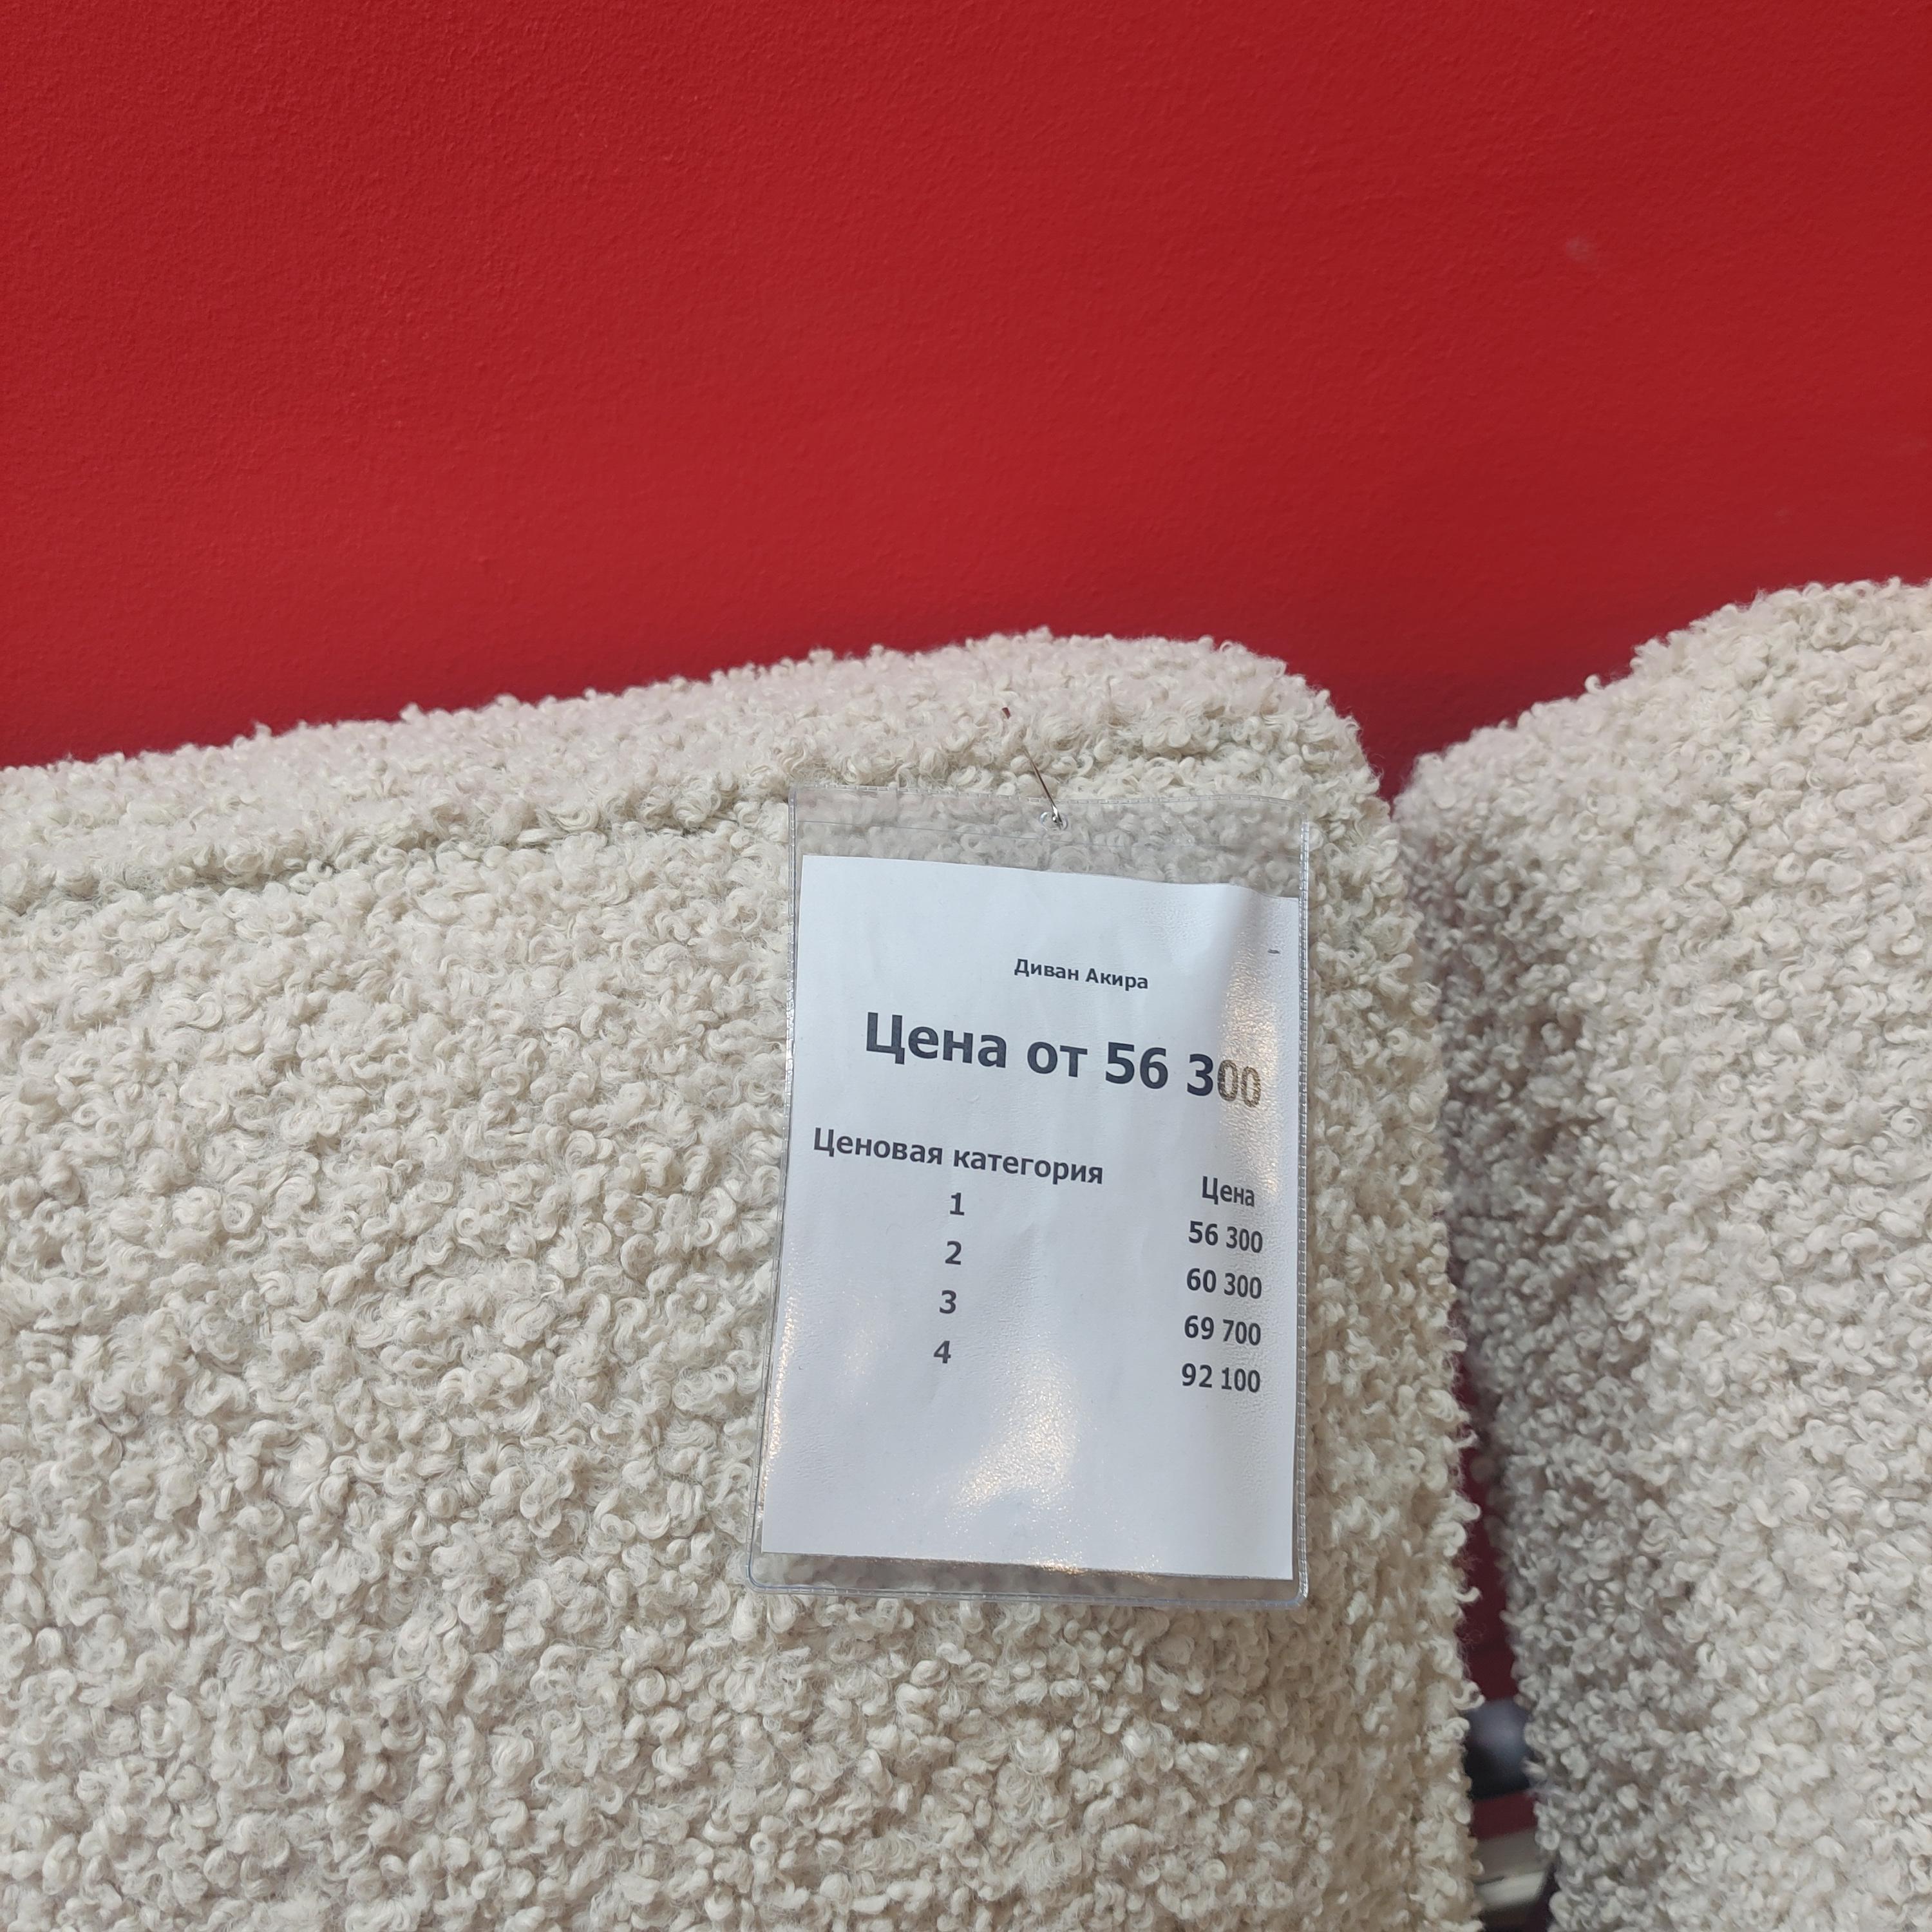 Диван Акира
Цена от 56 300
Ценовая категория Цена
1 56 300
2 60 300
3 69 700
4 92 100